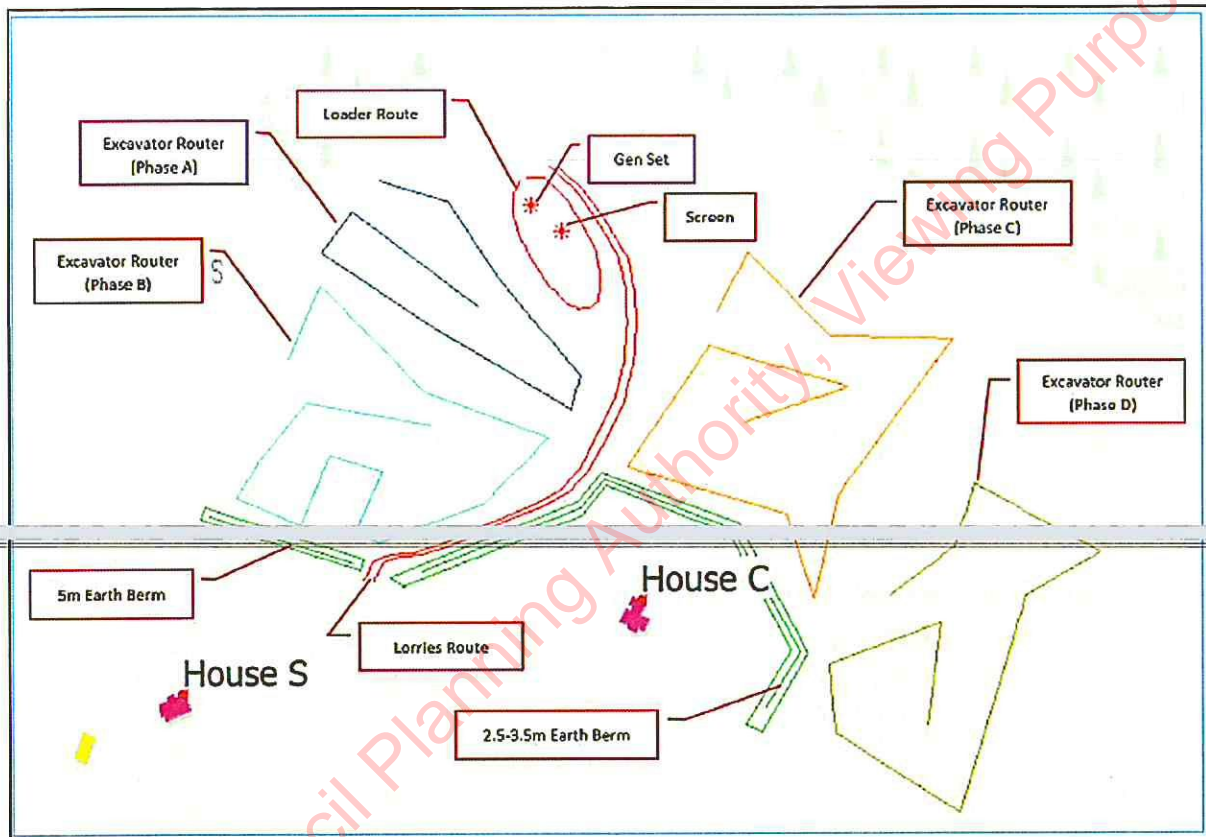 Loader Route
Excavator Router
(Phase A)
Gen Set
Screen
Excavator Router
(Phase C)
Excavator Router
(Phase B)
S
Excavator Router
(Phase D)
5m Earth Berm
House C
Lorries Route
House S
2.5-3.5m Earth Berm
cil Planning Authority, Viewing Purpo